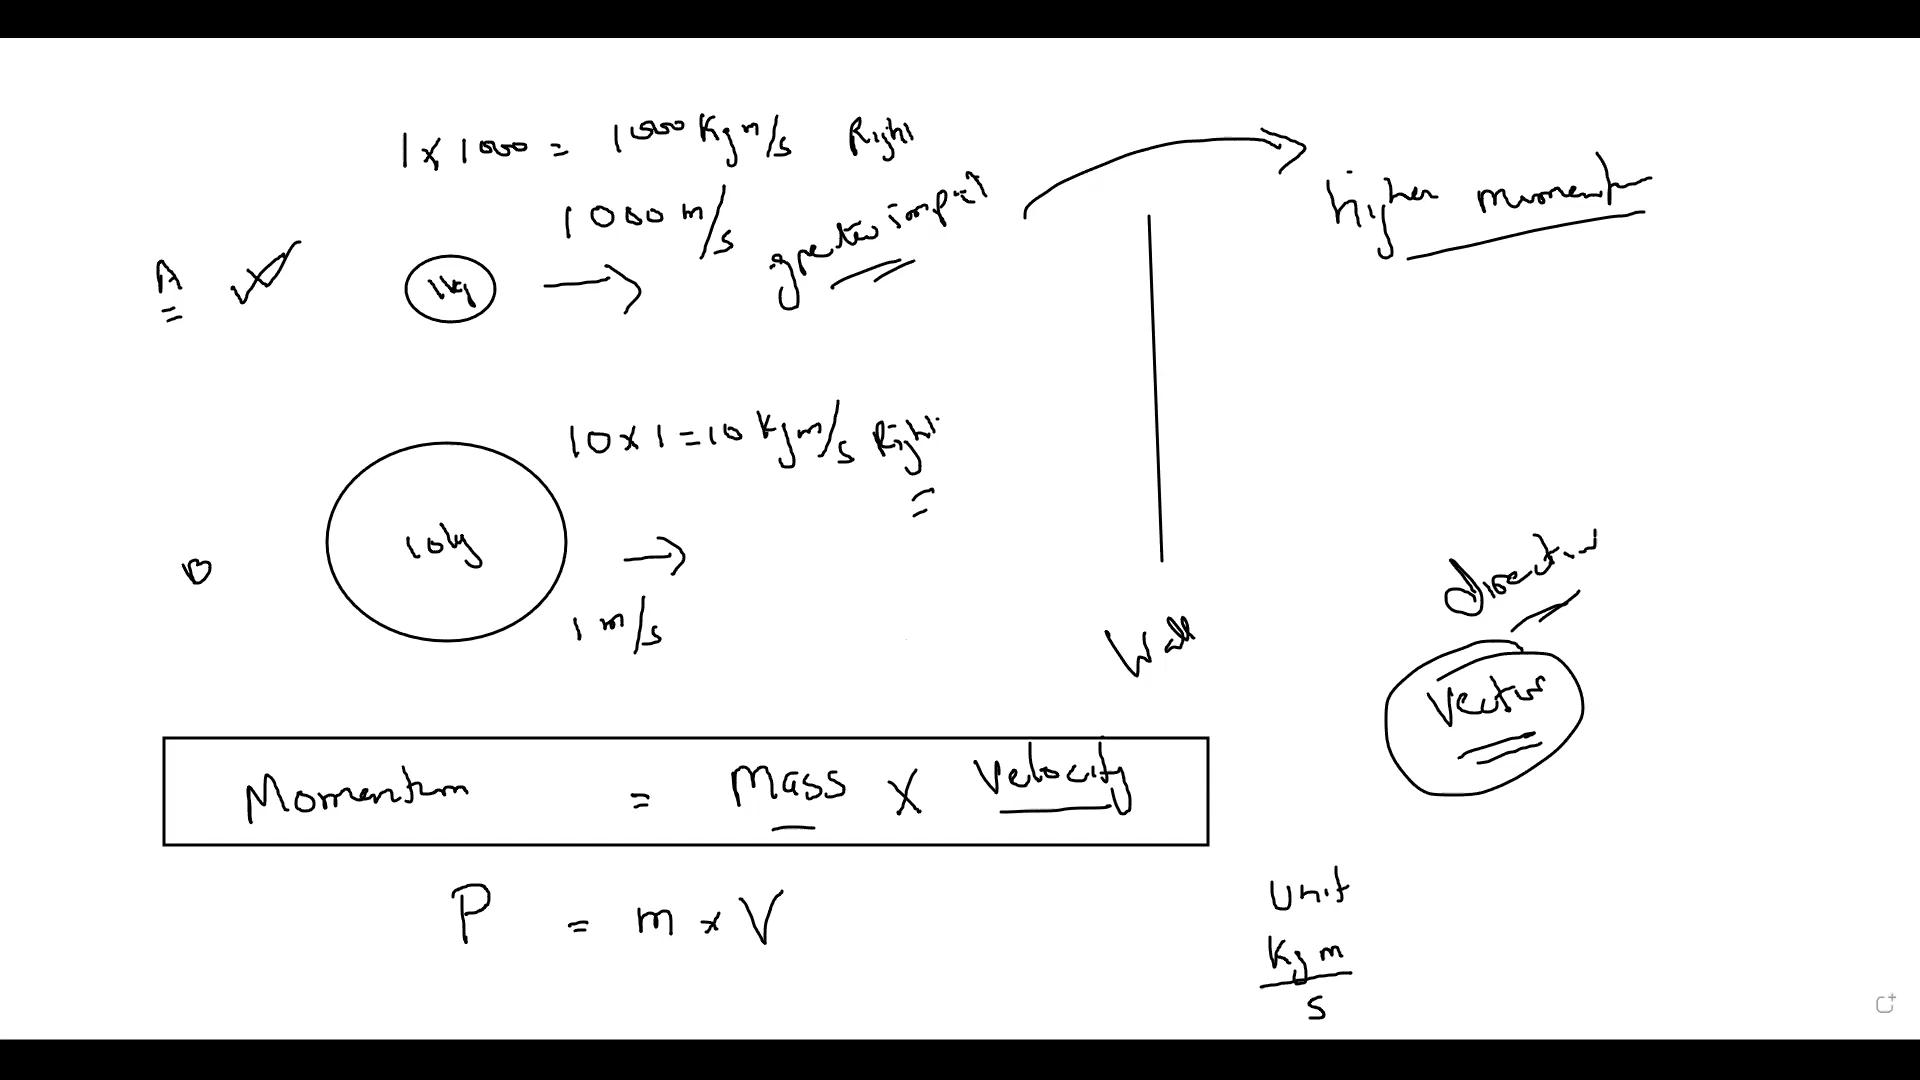 1 x 1000 = 1000 Kg m/s Right
1000 m/s
greater impact
higher momentum
A
1kg
10 x 1 = 10 Kg m/s Right
B
10kg
1 m/s
Wall
direction
Vector
Momentum = Mass x Velocity
P = m x V
Unit
Kg m
s